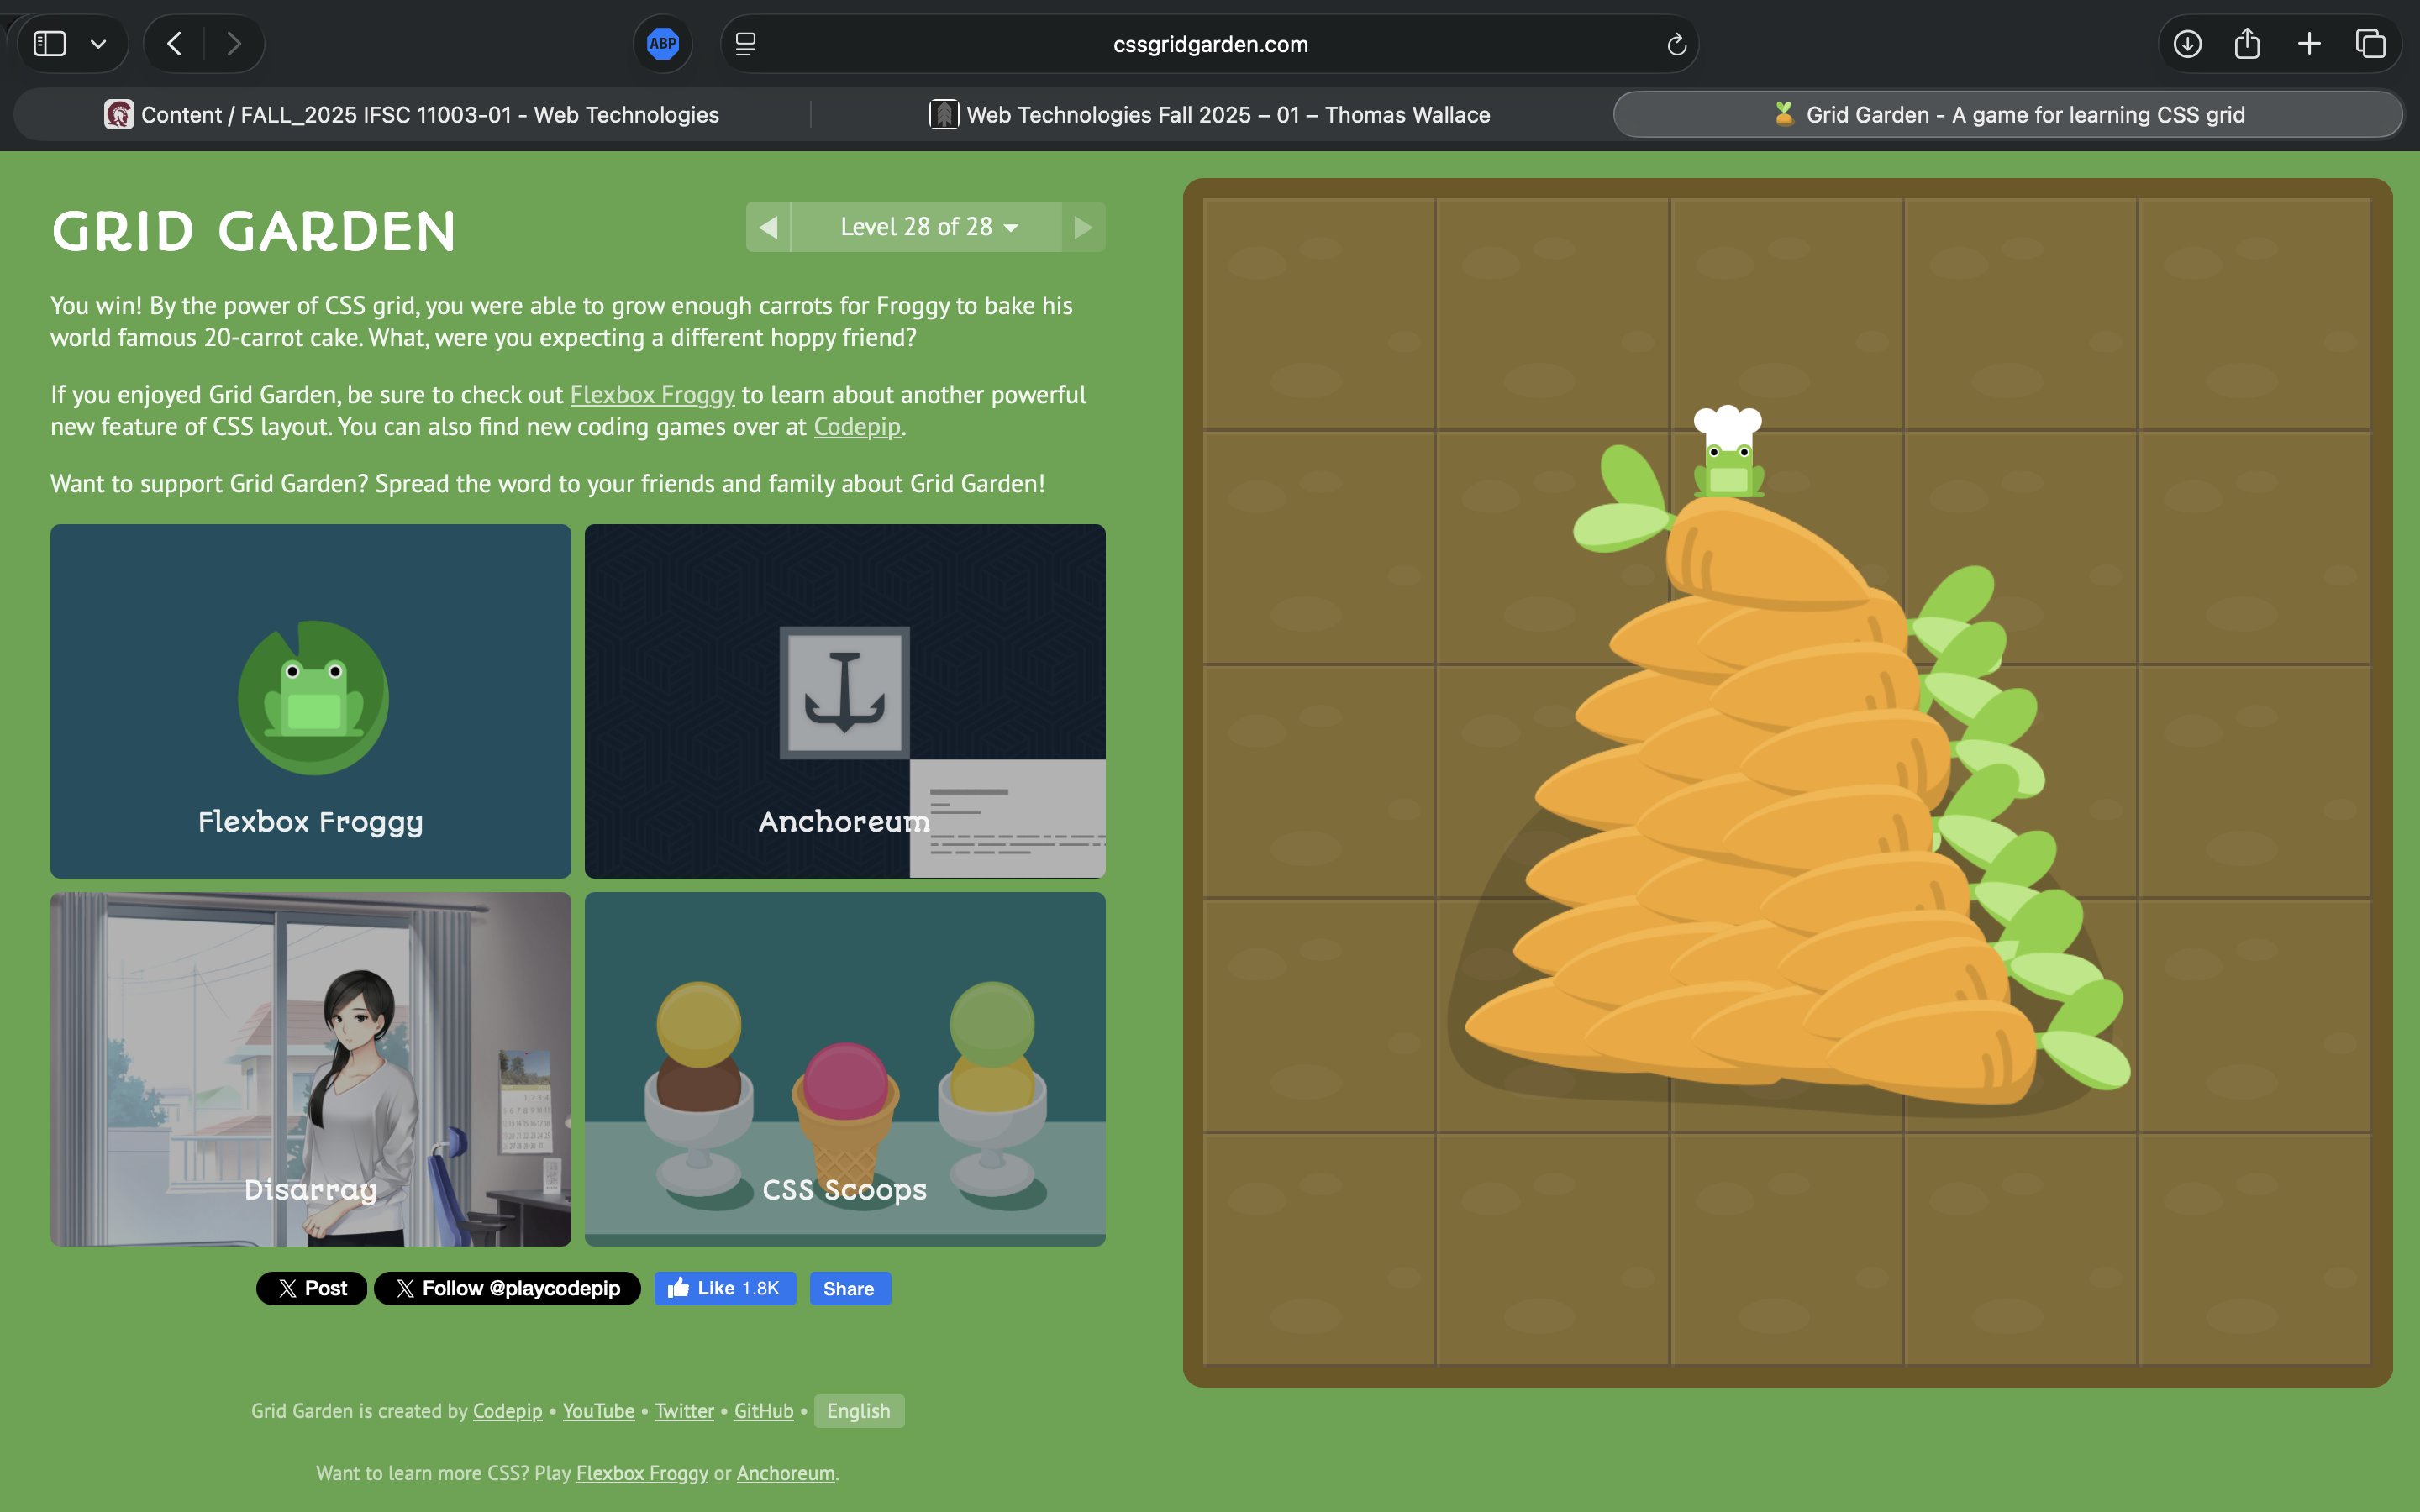 ABP
cssgridgarden.com
Content / FALL_2025 IFSC 11003-01 - Web Technologies
Web Technologies Fall 2025 – 01 – Thomas Wallace
Grid Garden - A game for learning CSS grid
GRID GARDEN
Level 28 of 28
You win! By the power of CSS grid, you were able to grow enough carrots for Froggy to bake his
world famous 20-carrot cake. What, were you expecting a different hoppy friend?
If you enjoyed Grid Garden, be sure to check out Flexbox Froggy to learn about another powerful
new feature of CSS layout. You can also find new coding games over at Codepip.
Want to support Grid Garden? Spread the word to your friends and family about Grid Garden!
Flexbox Froggy
Anchoreum
Disarray
CSS Scoops
X Post
X Follow @playcodepip
Like 1.8K
Share
Grid Garden is created by Codepip • YouTube • Twitter • GitHub • English
Want to learn more CSS? Play Flexbox Froggy or Anchoreum.